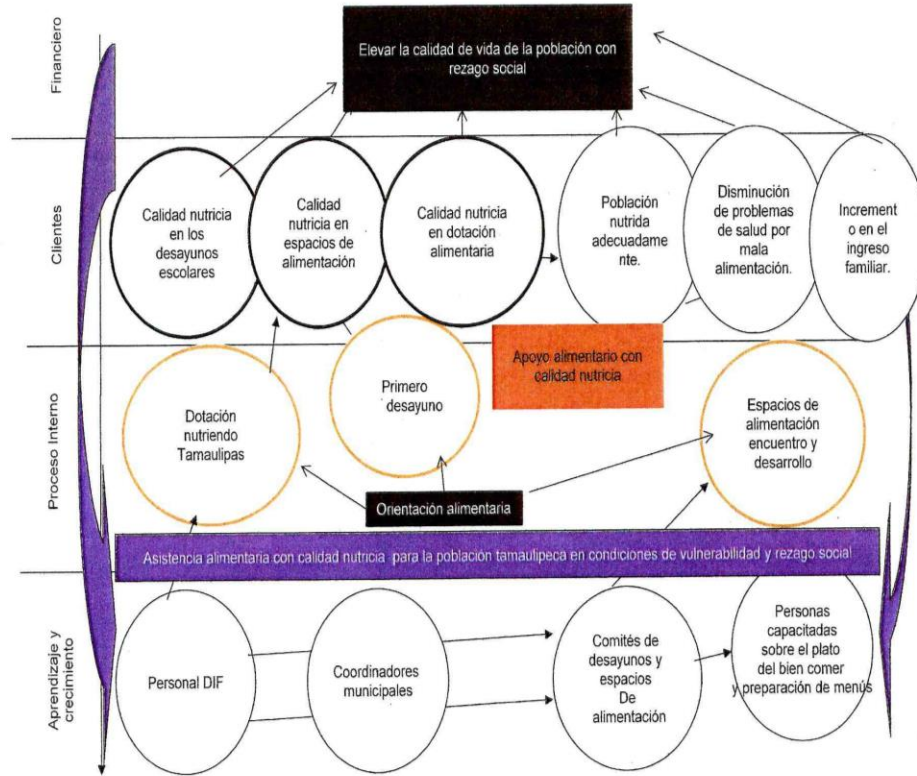 Financiero
Elevar la calidad de vida de la población con
rezago social
Clientes
Calidad nutricia
en los
desayunos
escolares
Calidad
nutricia en
espacios de
alimentación
Calidad
nutricia
en dotación
alimentaria
Población
nutrida
adecuadame
nte.
Disminución
de problemas
de salud por
mala
alimentación.
Increment
o en el
ingreso
familiar.
Proceso Interno
Dotación
nutriendo
Tamaulipas
Primero
desayuno
Apoyo alimentario con
calidad nutricia
Espacios de
alimentación
encuentro y
desarrollo
Orientación alimentaria
Asistencia alimentaria con calidad nutricia para la población tamaulipeca en condiciones de vulnerabilidad y rezago social
Aprendizaje y
crecimiento
Personal DIF
Coordinadores
municipales
Comités de
desayunos y
espacios
De
alimentación
Personas
capacitadas
sobre el plato
del bien comer
y preparación de menús